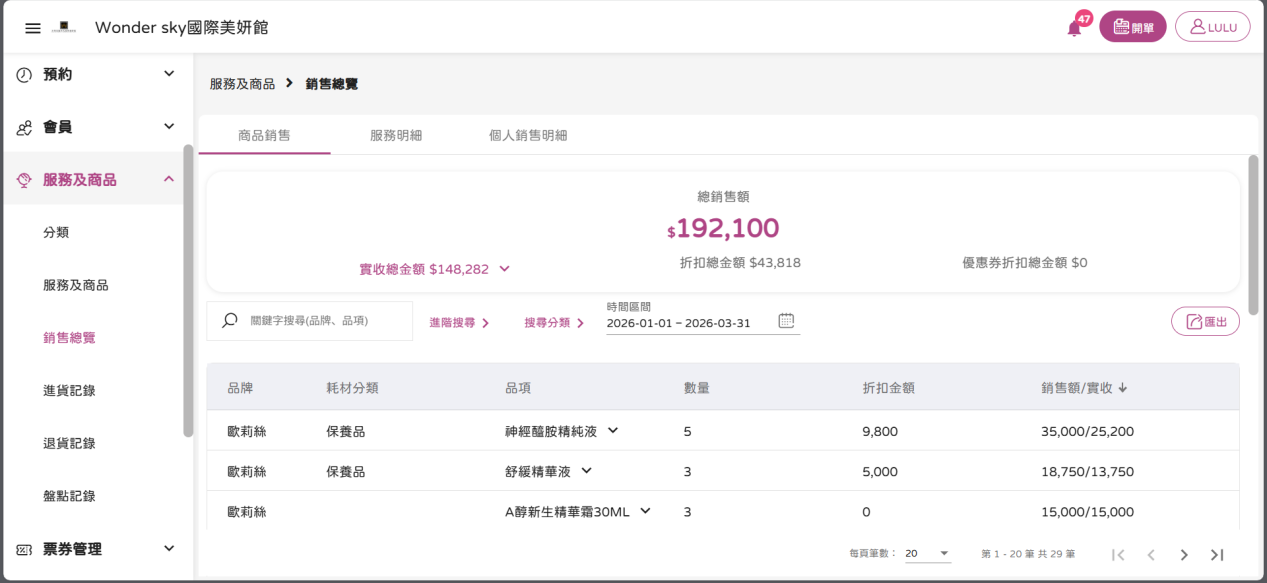 Wonder sky國際美妍館
47
開單
LULU
預約
會員
服務及商品
分類
服務及商品
銷售總覽
進貨記錄
退貨記錄
盤點記錄
票券管理
服務及商品 > 銷售總覽
商品銷售 服務明細 個人銷售明細
總銷售額
$192,100
實收總金額 $148,282 折扣總金額 $43,818 優惠券折扣總金額 $0
關鍵字搜尋(品牌、品項)
進階搜尋 搜尋分類
時間區間
2026-01-01 – 2026-03-31
匯出
品牌 耗材分類 品項 數量 折扣金額 銷售額/實收
歐莉絲 保養品 神經醯胺精純液 5 9,800 35,000/25,200
歐莉絲 保養品 舒緩精華液 3 5,000 18,750/13,750
歐莉絲 A醇新生精華霜30ML 3 0 15,000/15,000
每頁筆數： 20 第 1 - 20 筆 共 29 筆